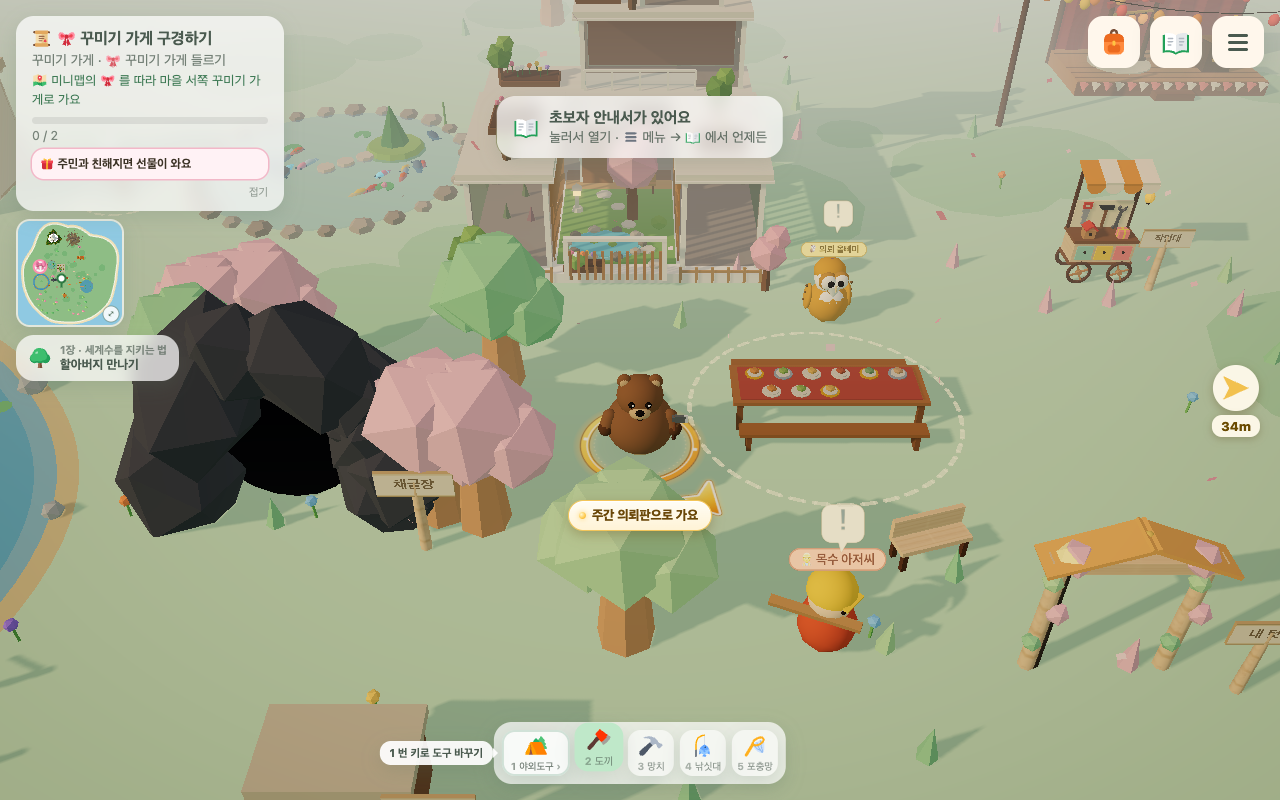 꾸미기 가게 구경하기
꾸미기 가게 · 꾸미기 가게 들르기
미니맵의 를 따라 마을 서쪽 꾸미기 가
게로 가요
0 / 2
주민과 친해지면 선물이 와요
접기
초보자 안내서가 있어요
눌러서 열기 · 메뉴 → 에서 언제든
1장 · 세계수를 지키는 법
할아버지 만나기
의뢰 올빼미
작업대
34m
채굴장
주간 의뢰판으로 가요
!
목수 아저씨
!
내 텃
1 번 키로 도구 바꾸기
1 야외도구 ›
2 도끼
3 망치
4 낚싯대
5 포충망